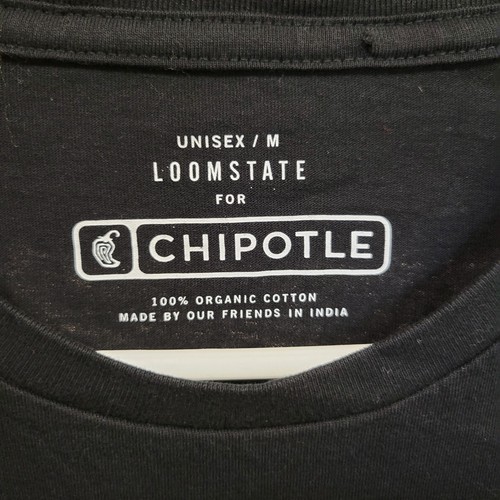 UNISEX / M
LOOMSTATE
FOR
CHIPOTLE
100% ORGANIC COTTON
MADE BY OUR FRIENDS IN INDIA